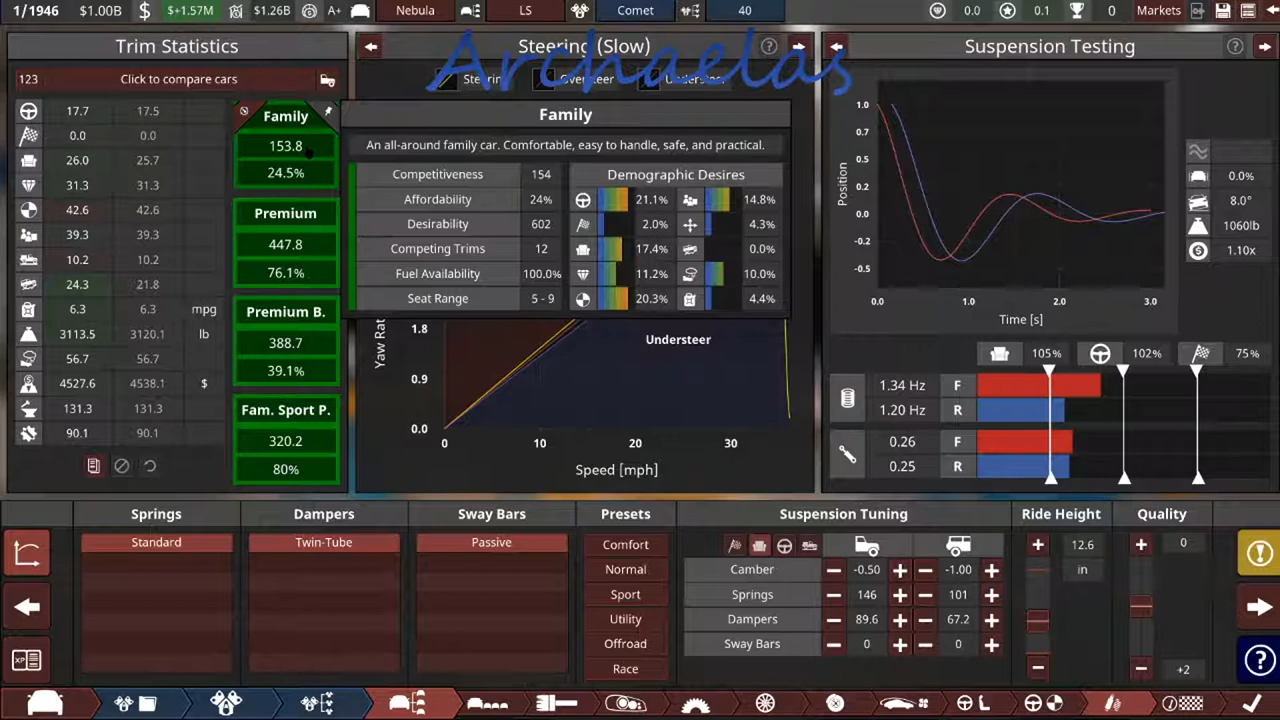 1/1946 $1.00B $+1.57M $1.26B A+ Nebula LS Comet 40 0.0 0.1 0 Markets
Trim Statistics
123 Click to compare cars
17.7 17.5
0.0 0.0
26.0 25.7
31.3 31.3
42.6 42.6
39.3 39.3
10.2 10.2
24.3 21.8
6.3 6.3 mpg
3113.5 3120.1 lb
56.7 56.7
4527.6 4538.1 $
131.3 131.3
90.1 90.1
Family
153.8
24.5%
Premium
447.8
76.1%
Premium B.
388.7
39.1%
Fam. Sport P.
320.2
80%
Steering (Slow)
Archaelas
Family
An all-around family car. Comfortable, easy to handle, safe, and practical.
Competitiveness 154
Affordability 24%
Desirability 602
Competing Trims 12
Fuel Availability 100.0%
Seat Range 5 - 9
Demographic Desires
21.1% 14.8%
2.0% 4.3%
17.4% 0.0%
11.2% 10.0%
20.3% 4.4%
Understeer
Yaw Rat
1.8
0.9
0.0
0 10 20 30
Speed [mph]
Suspension Testing
Position
1.0
0.7
0.5
0.2
0.0
-0.2
-0.5
0.0 1.0 2.0 3.0
Time [s]
0.0%
8.0°
1060lb
1.10x
105% 102% 75%
1.34 Hz F
1.20 Hz R
0.26 F
0.25 R
Springs
Standard
Dampers
Twin-Tube
Sway Bars
Passive
Presets
Comfort
Normal
Sport
Utility
Offroad
Race
Suspension Tuning
Camber -0.50 -1.00
Springs 146 101
Dampers 89.6 67.2
Sway Bars 0 0
Ride Height
12.6
in
Quality
0
+2